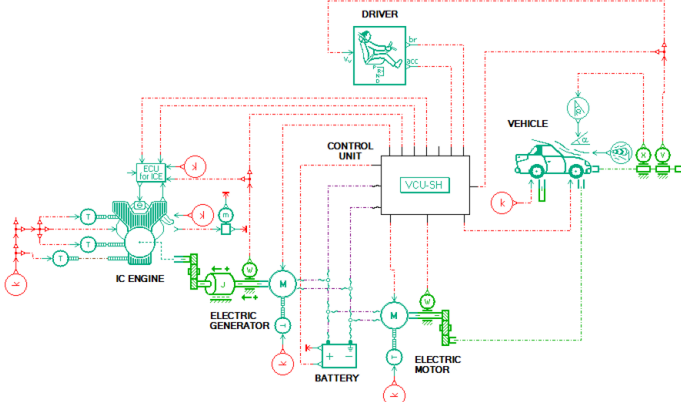 DRIVER
br
acc
VEHICLE
CONTROL
UNIT
VCU-SH
ECU
for ICE
k
k
m
x
v
α
k
T
T
T
k
IC ENGINE
J
W
M
W
M
ELECTRIC
GENERATOR
T
k
+ −
BATTERY
T
ELECTRIC
MOTOR
k